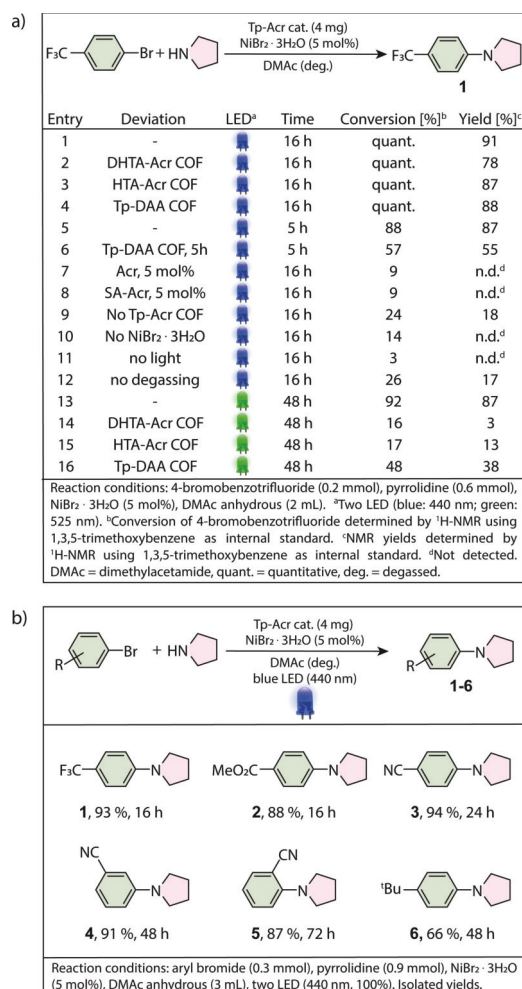 a)
Tp-Acr cat. (4 mg)
NiBr₂ · 3H₂O (5 mol%)
F₃C Br + HN F₃C N
DMAc (deg.)
1
Entry Deviation LEDᵃ Time Conversion [%]ᵇ Yield [%]ᶜ
1 - 16 h quant. 91
2 DHTA-Acr COF 16 h quant. 78
3 HTA-Acr COF 16 h quant. 87
4 Tp-DAA COF 16 h quant. 88
5 - 5 h 88 87
6 Tp-DAA COF, 5h 5 h 57 55
7 Acr, 5 mol% 16 h 9 n.d.ᵈ
8 SA-Acr, 5 mol% 16 h 9 n.d.ᵈ
9 No Tp-Acr COF 16 h 24 18
10 No NiBr₂ · 3H₂O 16 h 14 n.d.ᵈ
11 no light 16 h 3 n.d.ᵈ
12 no degassing 16 h 26 17
13 - 48 h 92 87
14 DHTA-Acr COF 48 h 16 3
15 HTA-Acr COF 48 h 17 13
16 Tp-DAA COF 48 h 48 38
Reaction conditions: 4-bromobenzotrifluoride (0.2 mmol), pyrrolidine (0.6 mmol),
NiBr₂ · 3H₂O (5 mol%), DMAc anhydrous (2 mL). ᵃTwo LED (blue: 440 nm; green:
525 nm). ᵇConversion of 4-bromobenzotrifluoride determined by ¹H-NMR using
1,3,5-trimethoxybenzene as internal standard. ᶜNMR yields determined by
¹H-NMR using 1,3,5-trimethoxybenzene as internal standard. ᵈNot detected.
DMAc = dimethylacetamide, quant. = quantitative, deg. = degassed.
b)
Tp-Acr cat. (4 mg)
NiBr₂ · 3H₂O (5 mol%)
R Br + HN R N
DMAc (deg.)
blue LED (440 nm)
1-6
F₃C N MeO₂C N NC N
1, 93 %, 16 h 2, 88 %, 16 h 3, 94 %, 24 h
NC N CN N ᵗBu N
4, 91 %, 48 h 5, 87 %, 72 h 6, 66 %, 48 h
Reaction conditions: aryl bromide (0.3 mmol), pyrrolidine (0.9 mmol), NiBr₂ · 3H₂O
(5 mol%), DMAc anhydrous (3 mL), two LED (440 nm, 100%). Isolated yields.